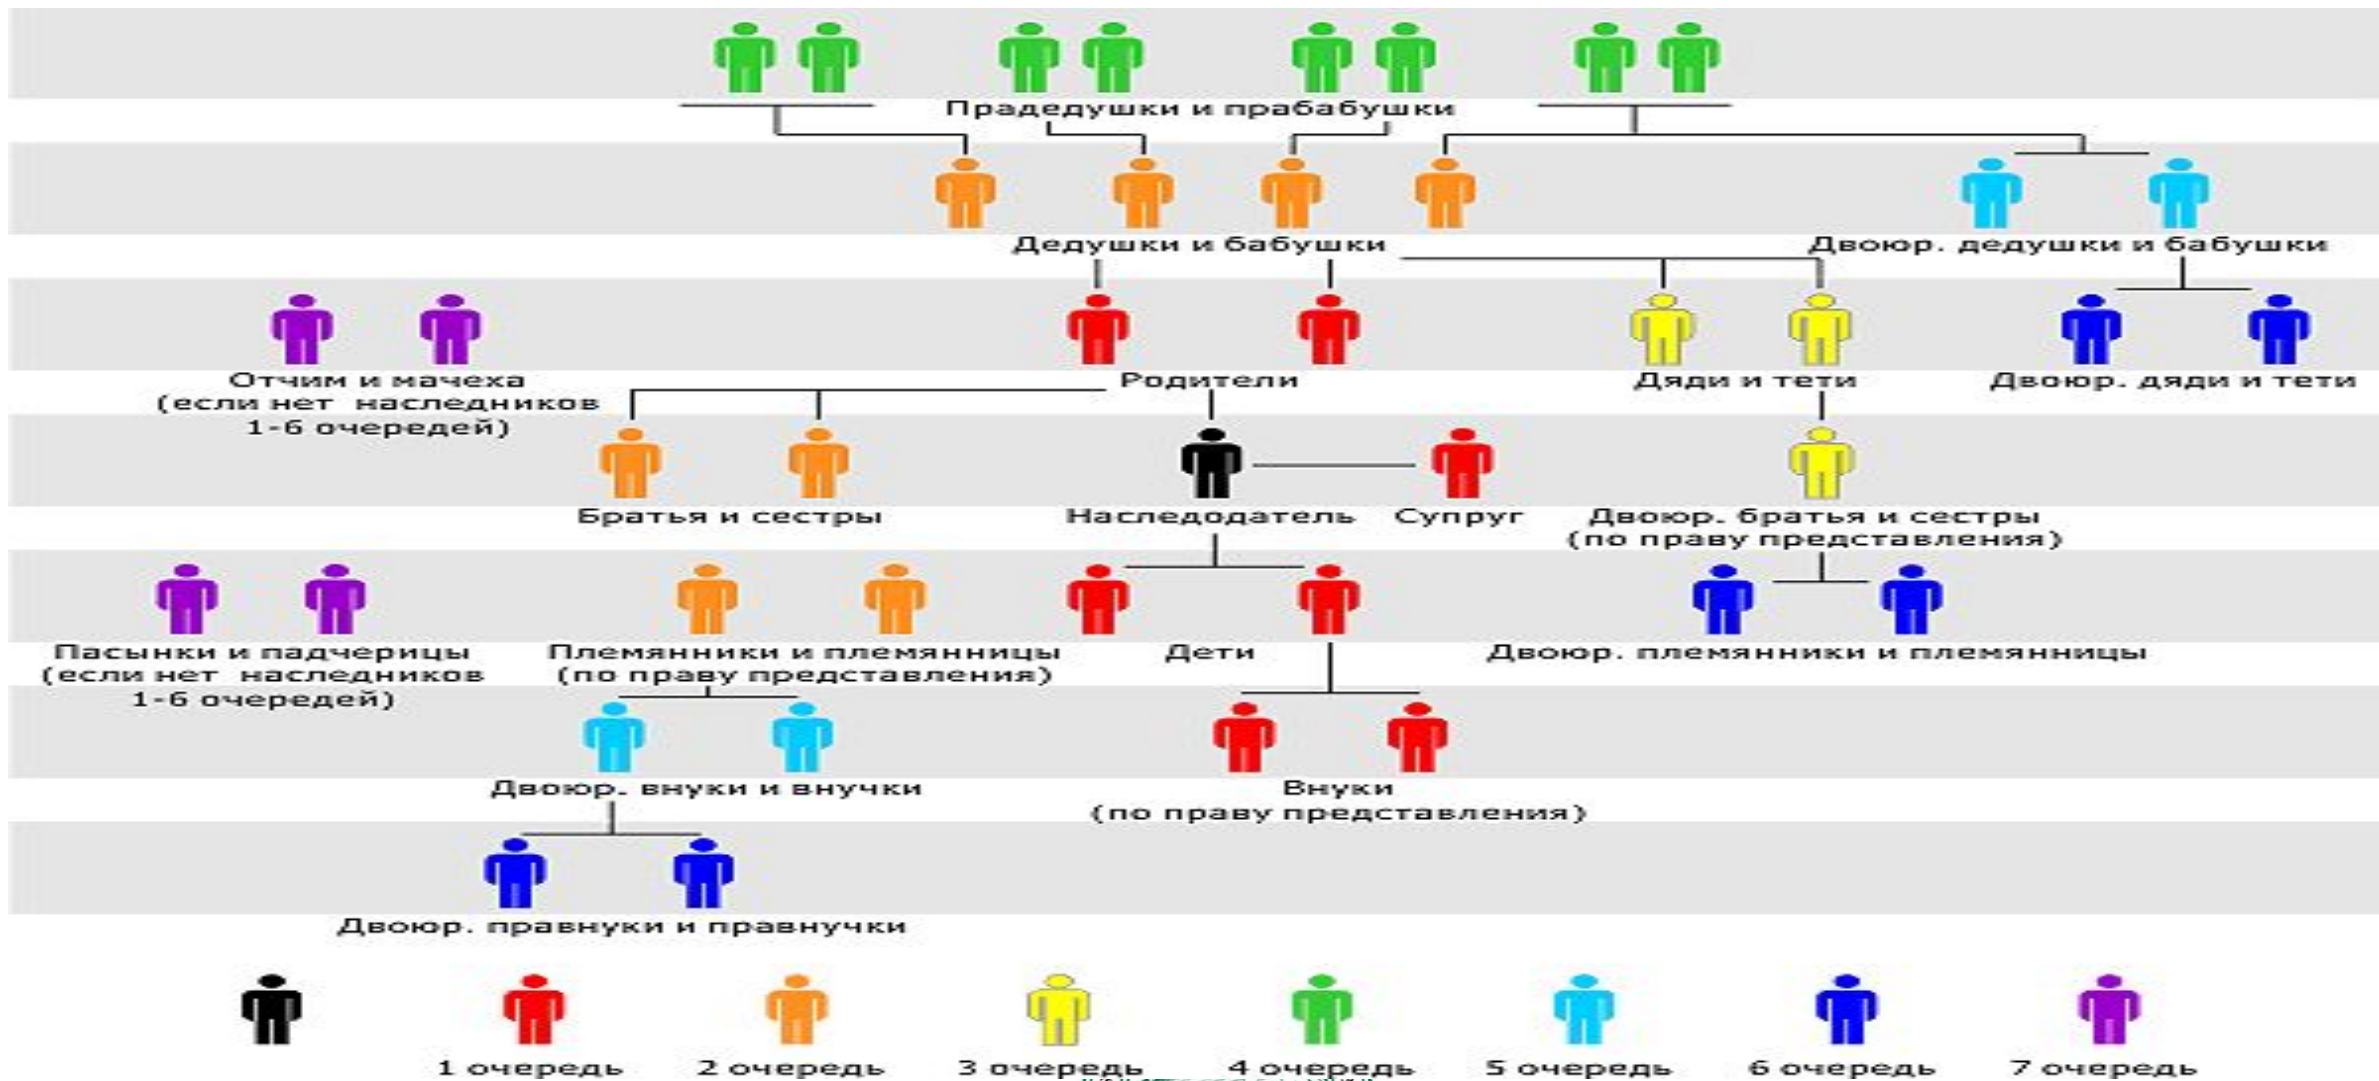 Прадедушки и прабабушки
Дедушки и бабушки
Двоюр. дедушки и бабушки
Отчим и мачеха
(если нет наследников
1-6 очередей)
Родители
Дяди и тети
Двоюр. дяди и тети
Братья и сестры
Наследодатель
Супруг
Двоюр. братья и сестры
(по праву представления)
Пасынки и падчерицы
(если нет наследников
1-6 очередей)
Племянники и племянницы
(по праву представления)
Дети
Двоюр. племянники и племянницы
Двоюр. внуки и внучки
Внуки
(по праву представления)
Двоюр. правнуки и правнучки
1 очередь
2 очередь
3 очередь
4 очередь
5 очередь
6 очередь
7 очередь